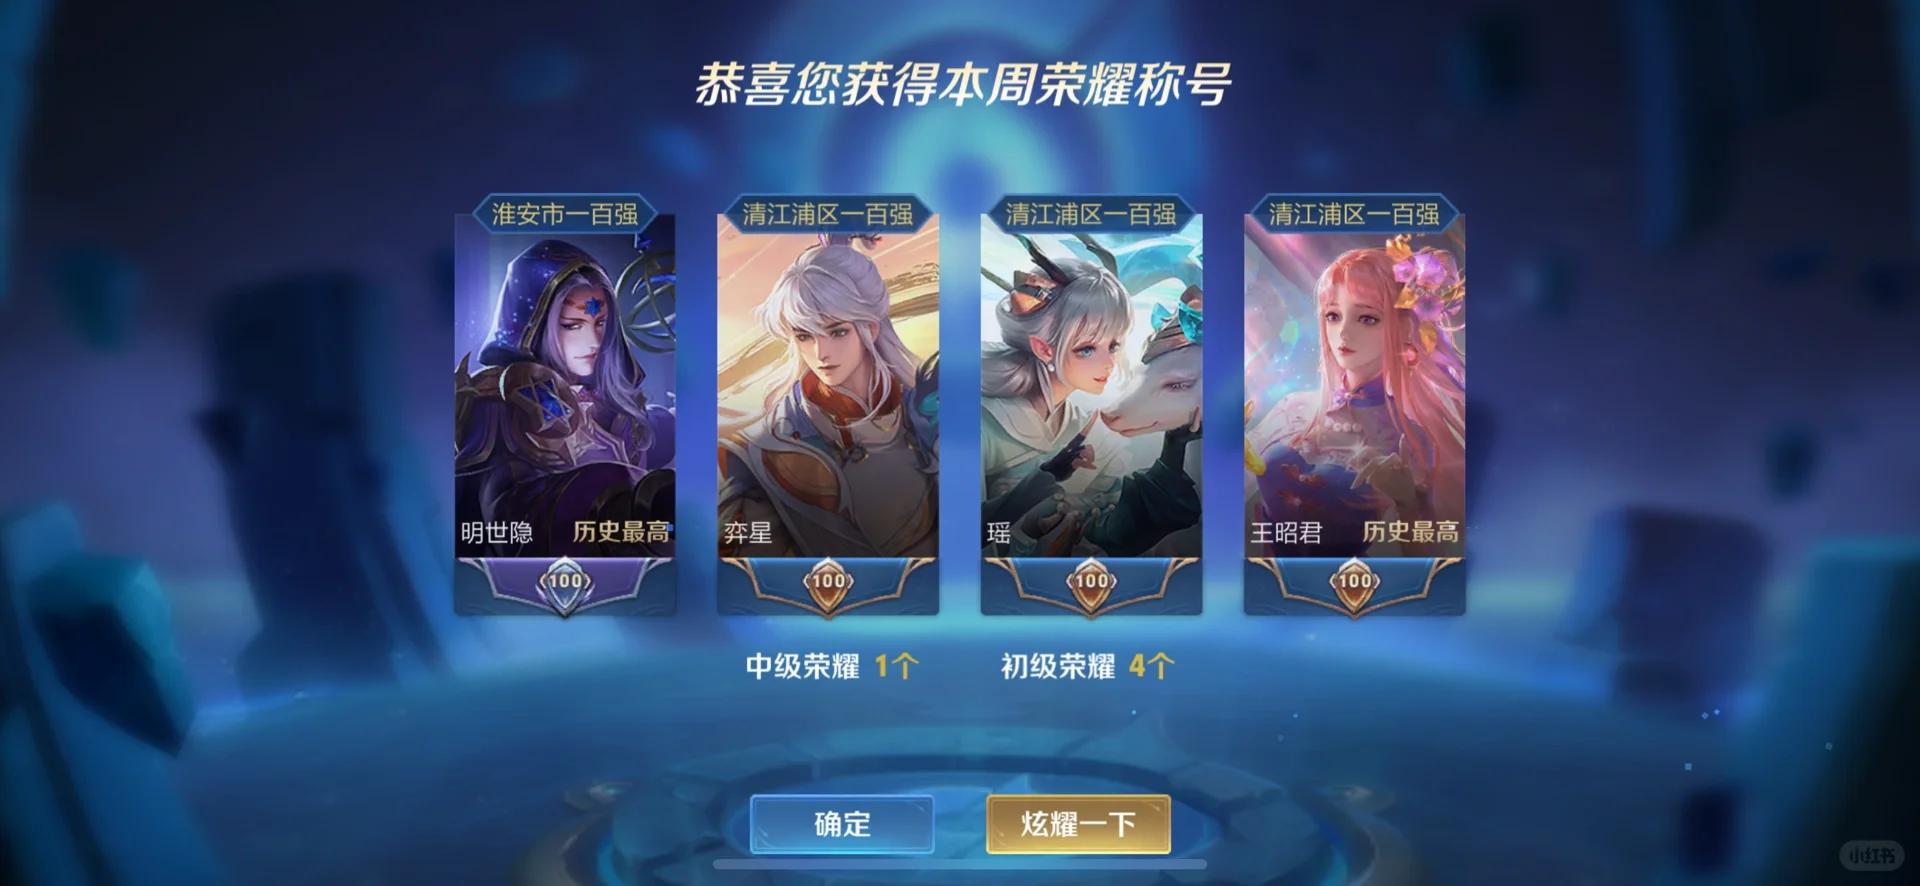 恭喜您获得本周荣耀称号
淮安市一百强
清江浦区一百强
清江浦区一百强
清江浦区一百强
明世隐 历史最高
弈星
瑶
王昭君 历史最高
100
100
100
100
中级荣耀 1个
初级荣耀 4个
确定
炫耀一下
小红书